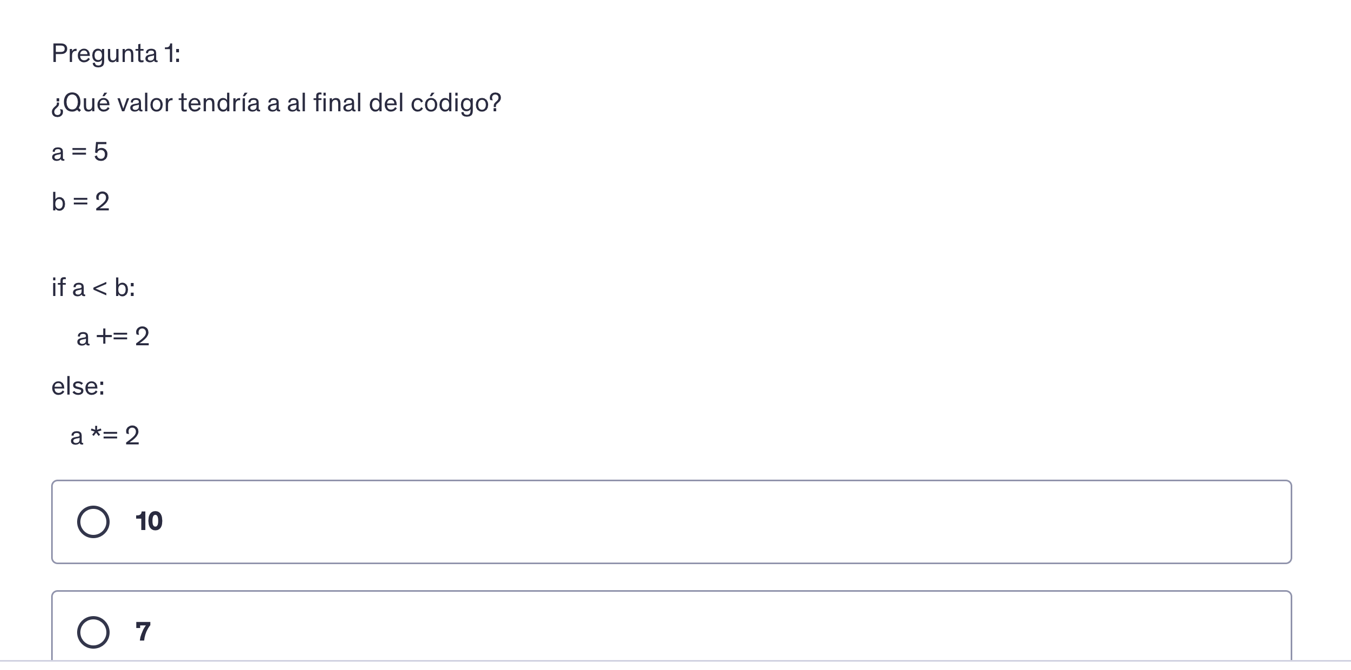 Pregunta 1:
¿Qué valor tendría a al final del código?
a = 5
b = 2
if a < b:
a += 2
else:
a *= 2
10
7